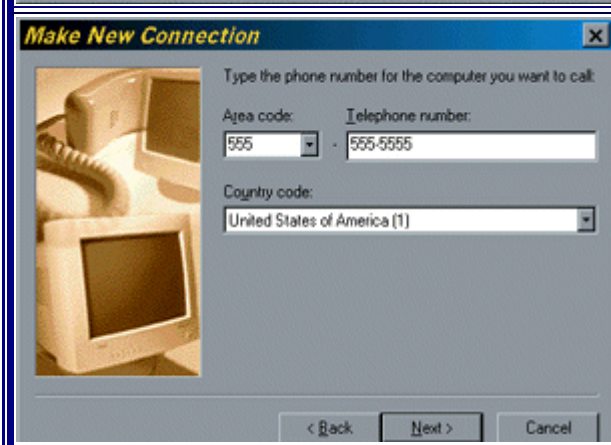 Make New Connection
Type the phone number for the computer you want to call:
Area code: Telephone number:
555 - 555-5555
Country code:
United States of America (1)
< Back Next > Cancel